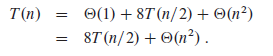 T(n) = Θ(1) + 8T(n/2) + Θ(n²)
= 8T(n/2) + Θ(n²) .